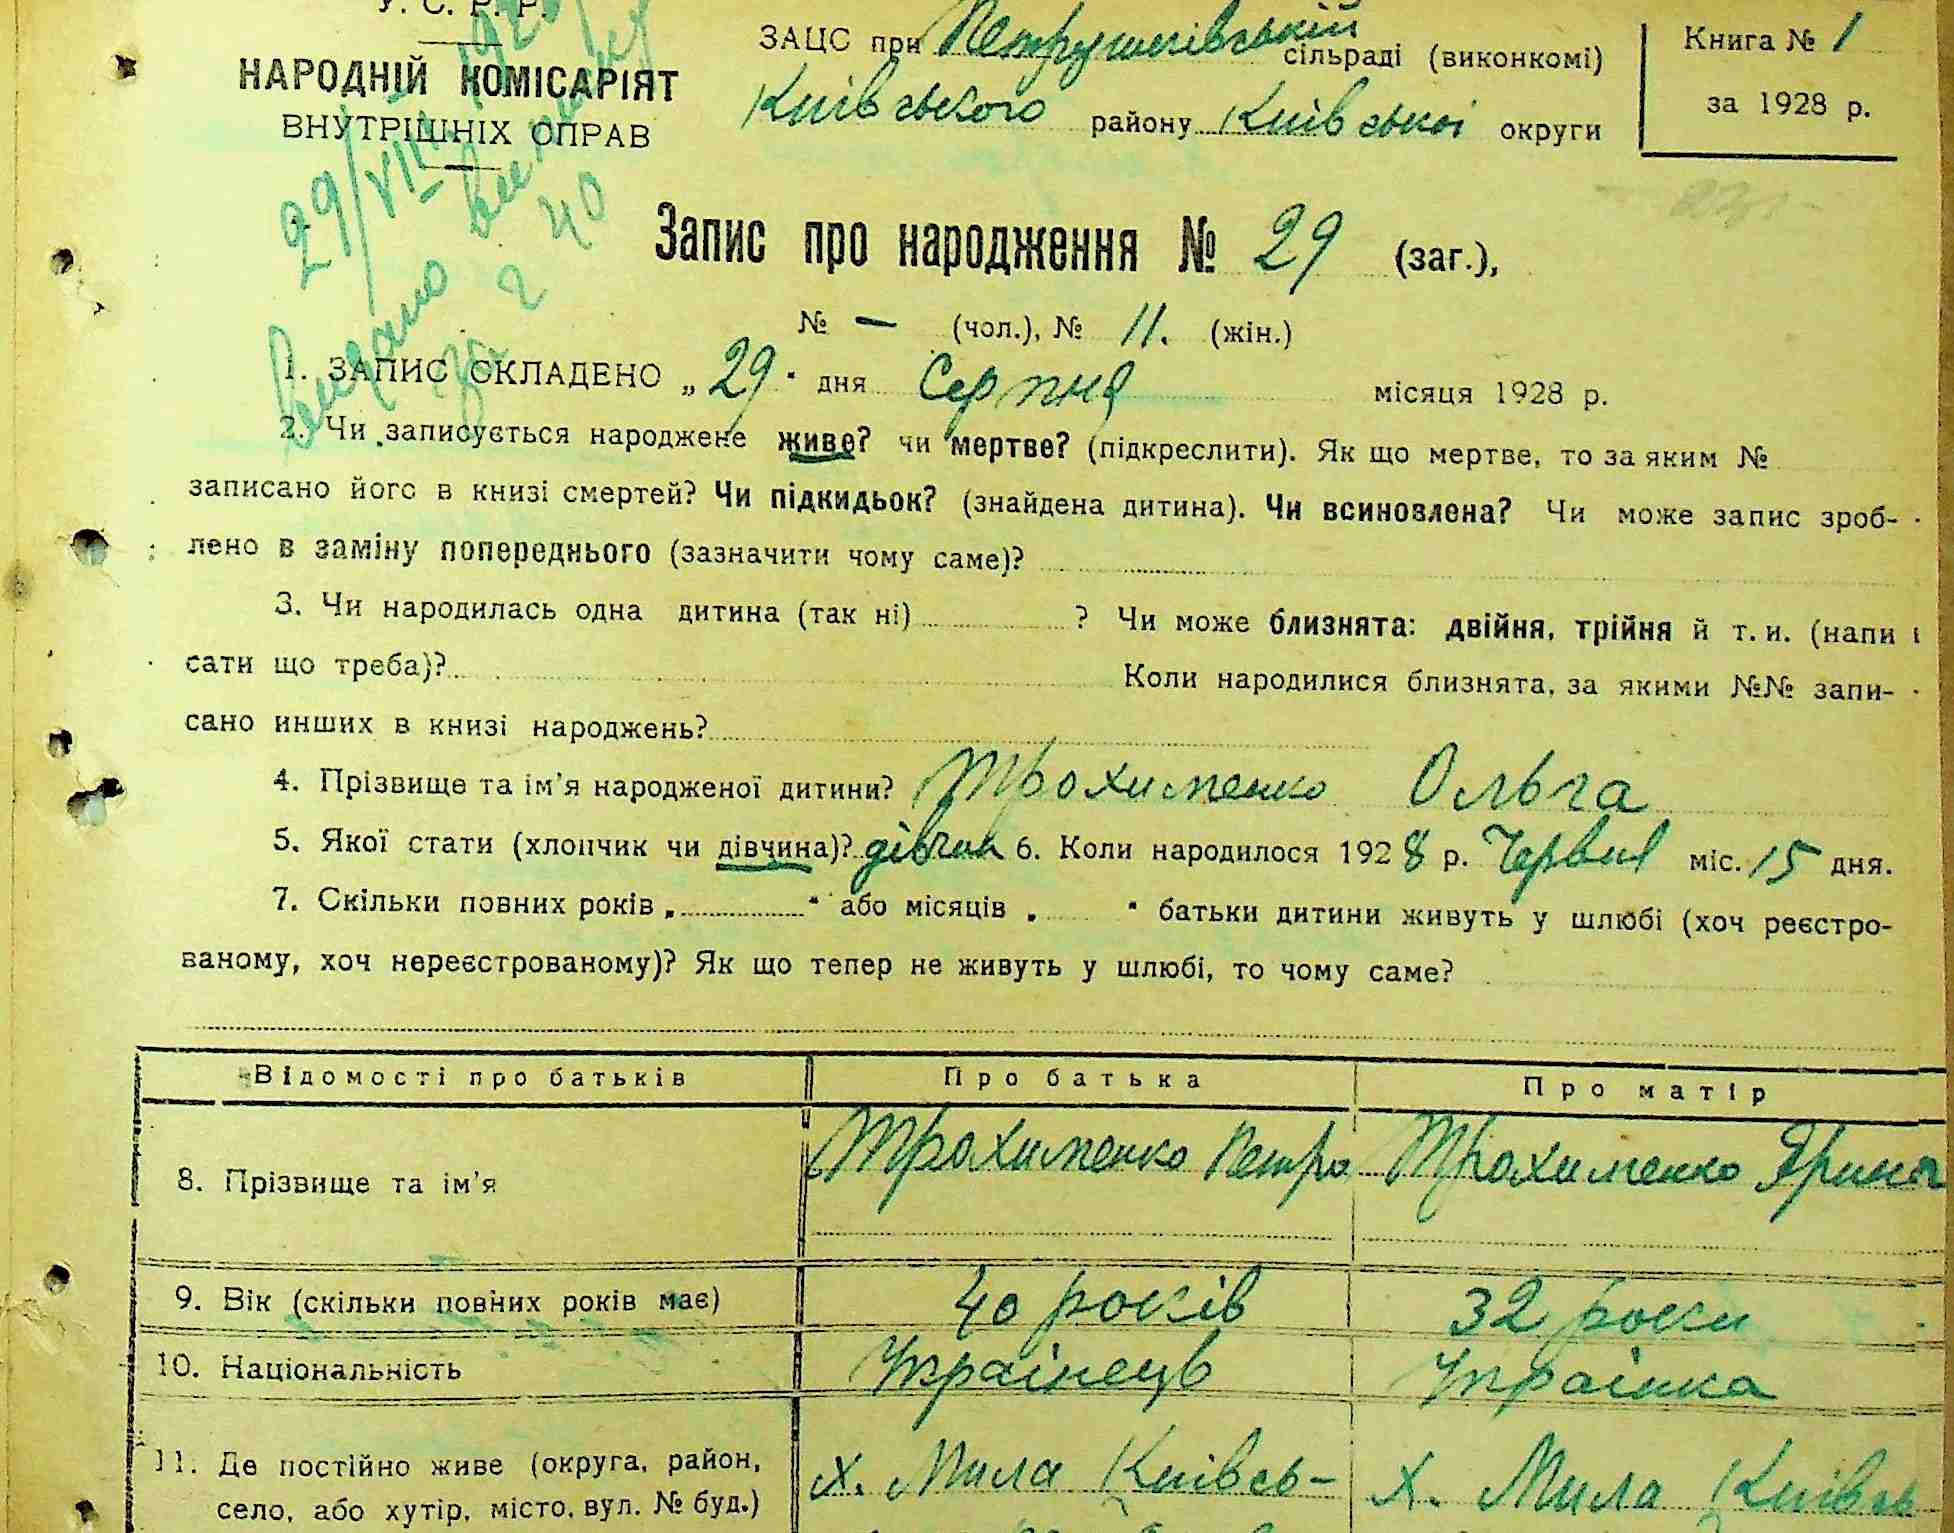 У. С. Р. Р.
НАРОДНІЙ КОМІСАРІЯТ
ВНУТРІШНІХ СПРАВ
29/VIII 1928
Видано
ЗАЦС при Петрушківській сільраді (виконкомі)
Київського району Київської округи
Книга № 1
за 1928 р.
Запис про народження № 29 (заг.),
№ — (чол.), № 11. (жін.)
1. ЗАПИС СКЛАДЕНО „29" дня Серпня місяця 1928 р.
2. Чи записується народжене живе? чи мертве? (підкреслити). Як що мертве, то за яким №
записано його в книзі смертей? Чи підкидьок? (знайдена дитина). Чи всиновлена? Чи може запис зроб-
лено в заміну попереднього (зазначити чому саме)?
3. Чи народилась одна дитина (так ні) ? Чи може близнята: двійня, трійня й т. и. (напи
сати що треба)? Коли народилися близнята, за якими №№ запи-
сано инших в книзі народжень?
4. Прізвище та ім'я народженої дитини? Трохименко Ольга
5. Якої стати (хлопчик чи дівчина)? дівчин 6. Коли народилося 1928 р. Червня міс. 15 дня.
7. Скільки повних років „ " або місяців „ " батьки дитини живуть у шлюбі (хоч реєстро-
ваному, хоч нереєстрованому)? Як що тепер не живуть у шлюбі, то чому саме?
Відомості про батьків Про батька Про матір
8. Прізвище та ім'я Трохименко Петро Трохименко Ярина
9. Вік (скільки повних років має) 40 років 32 роки
10. Національність Українець Українка
11. Де постійно живе (округа, район, х. Мила Київсь- х. Мила Київсь
село, або хутір, місто, вул. № буд.)